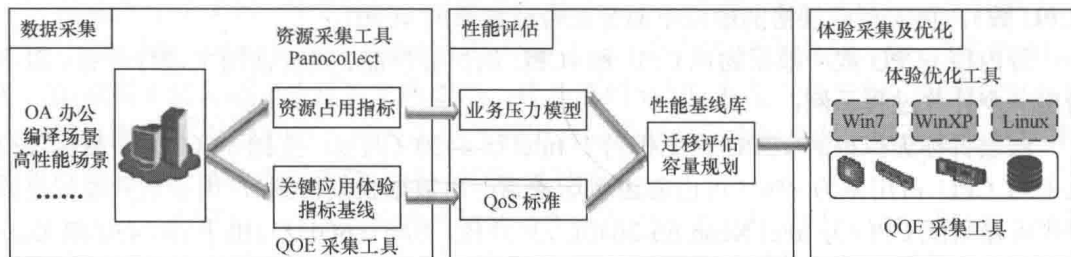 数据采集
OA 办公
编译场景
高性能场景
……
资源采集工具
Panocollect
资源占用指标
关键应用体验
指标基线
QOE 采集工具
性能评估
业务压力模型
QoS 标准
性能基线库
迁移评估
容量规划
体验采集及优化
体验优化工具
Win7
WinXP
Linux
QOE 采集工具